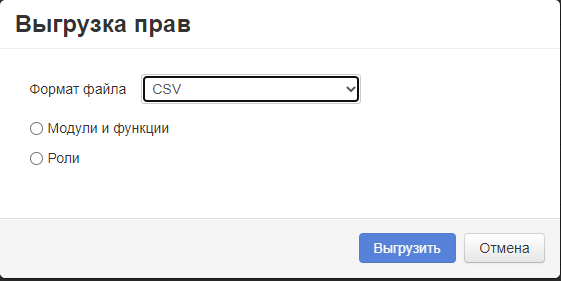 Выгрузка прав
Формат файла CSV
Модули и функции
Роли
Выгрузить Отмена